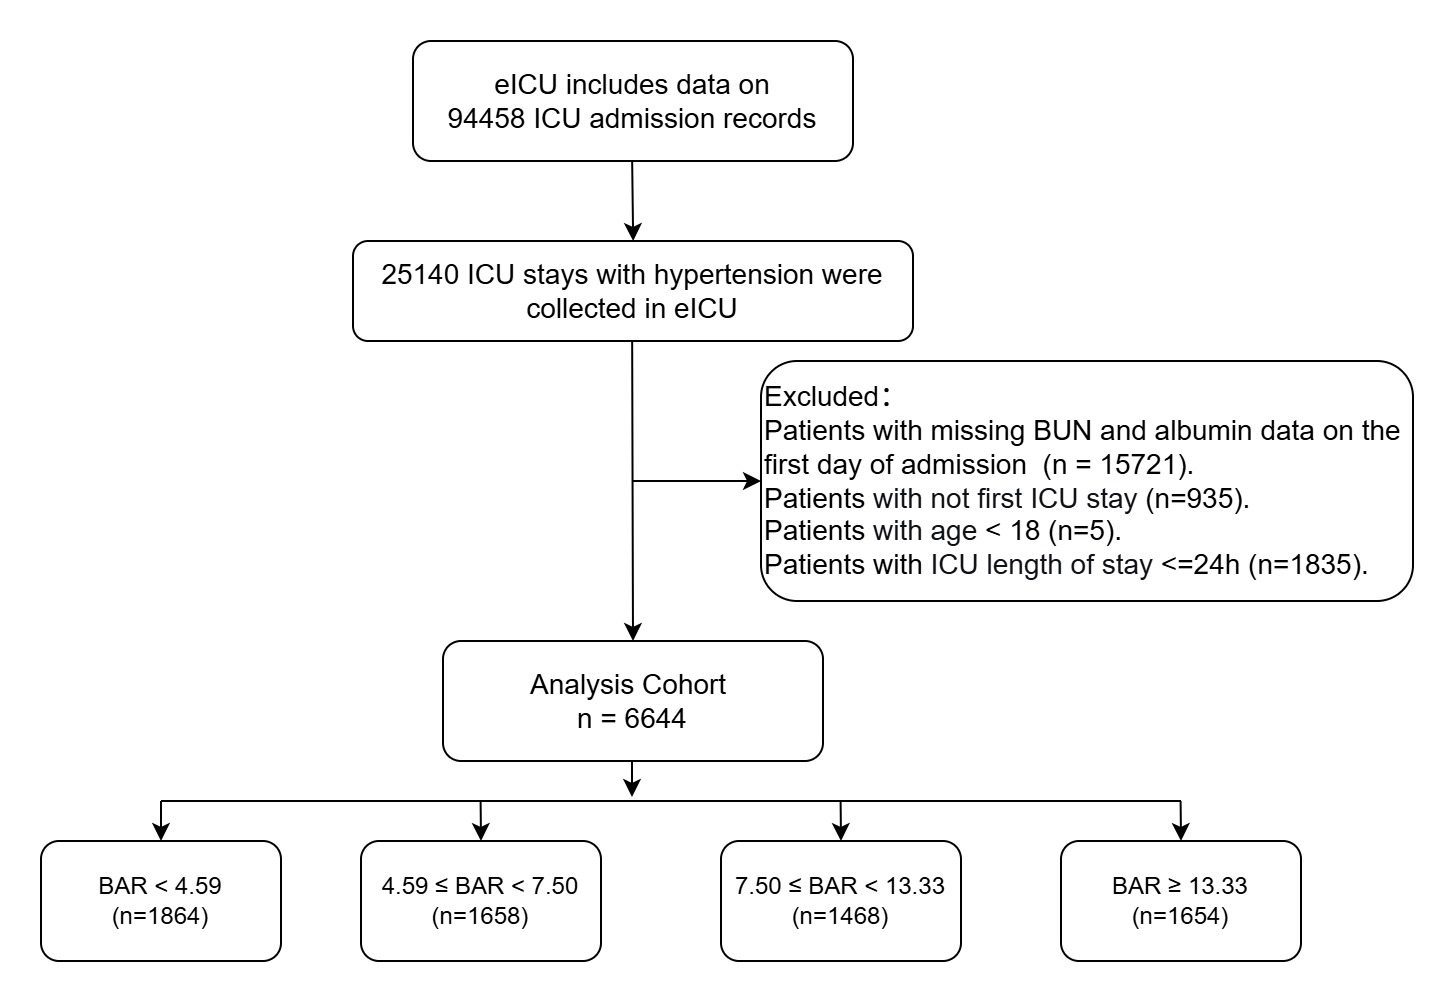 eICU includes data on
94458 ICU admission records
25140 ICU stays with hypertension were
collected in eICU
Excluded：
Patients with missing BUN and albumin data on the
first day of admission  (n = 15721).
Patients with not first ICU stay (n=935).
Patients with age < 18 (n=5).
Patients with ICU length of stay <=24h (n=1835).
Analysis Cohort
n = 6644
BAR < 4.59
(n=1864)
4.59 ≤ BAR < 7.50
(n=1658)
7.50 ≤ BAR < 13.33
(n=1468)
BAR ≥ 13.33
(n=1654)